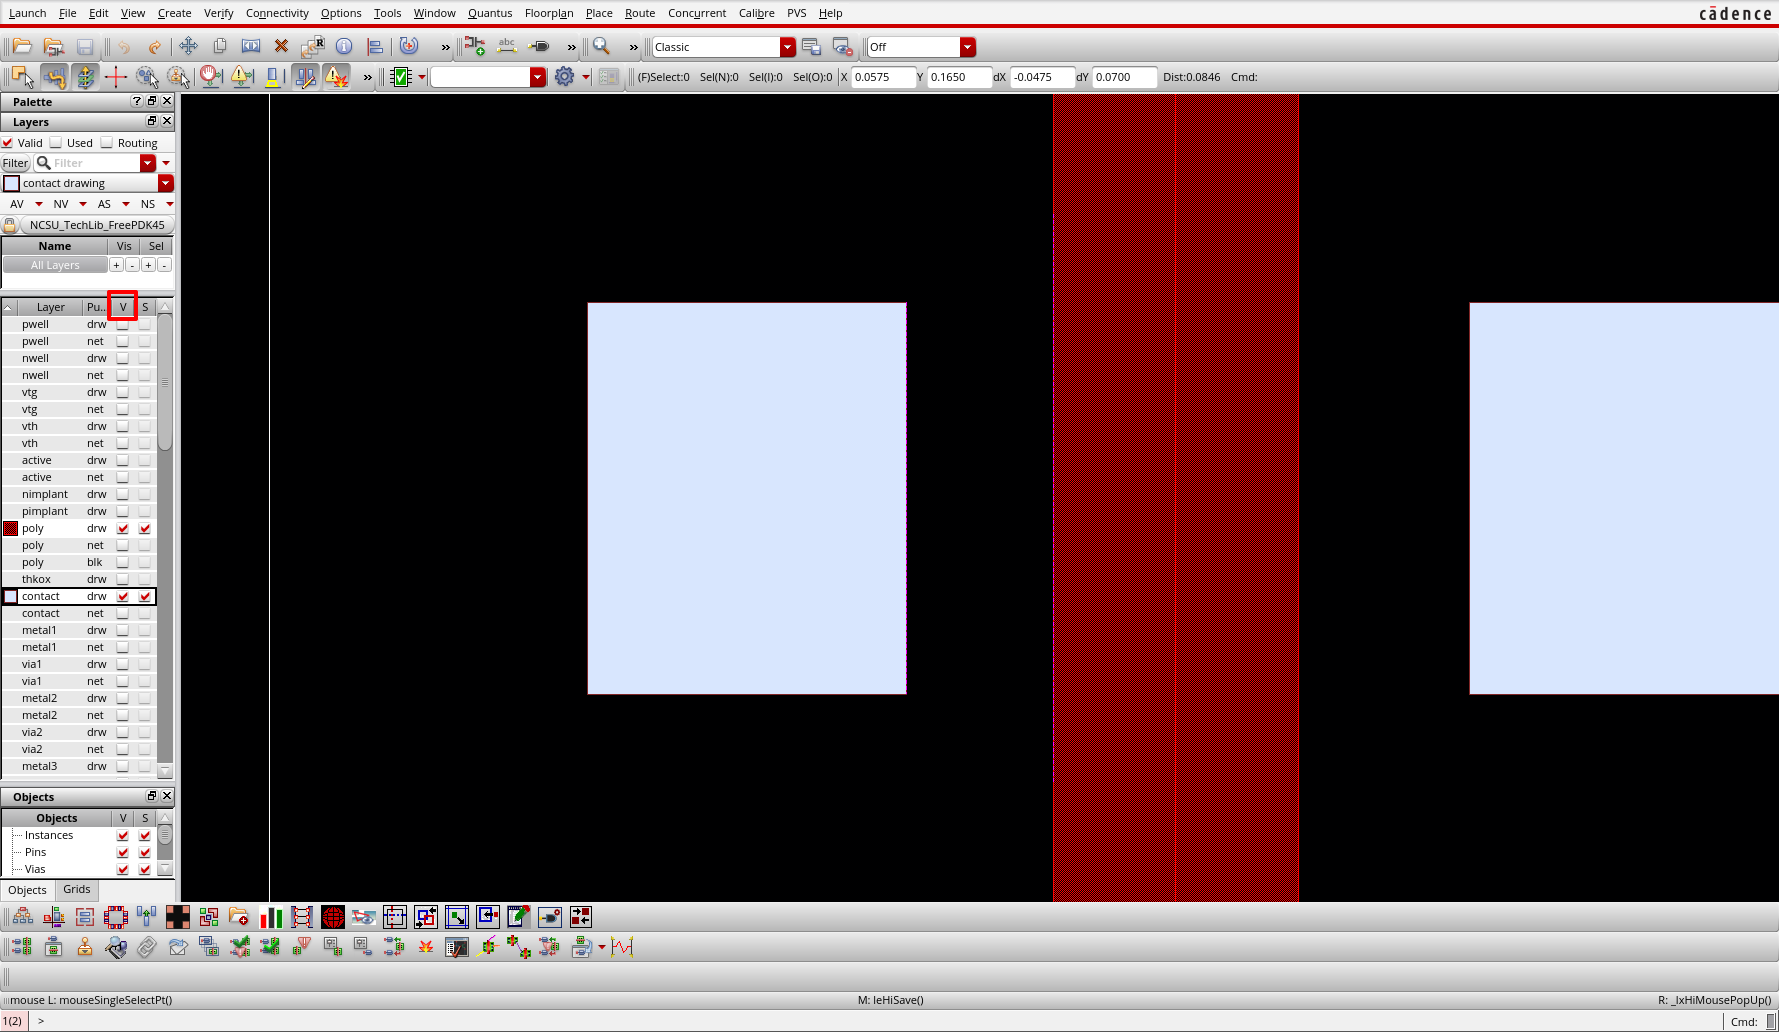 Launch File Edit View Create Verify Connectivity Options Tools Window Quantus Floorplan Place Route Concurrent Calibre PVS Help cādence
» abc » » Classic Off
» (F)Select:0 Sel(N):0 Sel(I):0 Sel(O):0 X 0.0575 Y 0.1650 dX -0.0475 dY 0.0700 Dist:0.0846 Cmd:
Palette ?
Layers
Valid Used Routing
Filter Filter
contact drawing
AV NV AS NS
NCSU_TechLib_FreePDK45
Name Vis Sel
All Layers + - + -
Layer Pu.. V S
pwell drw
pwell net
nwell drw
nwell net
vtg drw
vtg net
vth drw
vth net
active drw
active net
nimplant drw
pimplant drw
poly drw
poly net
poly blk
thkox drw
contact drw
contact net
metal1 drw
metal1 net
via1 drw
via1 net
metal2 drw
metal2 net
via2 drw
via2 net
metal3 drw
Objects
Objects V S
Instances
Pins
Vias
Objects Grids
mouse L: mouseSingleSelectPt() M: leHiSave() R: _lxHiMousePopUp()
1(2) > Cmd: